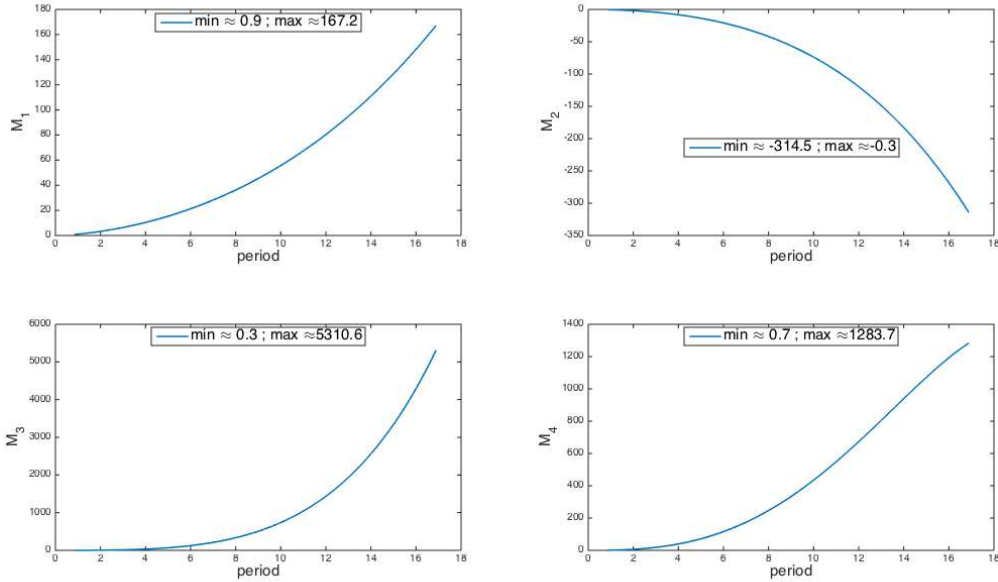 min ≈ 0.9 ; max ≈167.2
180
160
140
120
100
80
60
40
20
0
M1
0 2 4 6 8 10 12 14 16 18
period
min ≈ -314.5 ; max ≈-0.3
0
-50
-100
-150
-200
-250
-300
-350
M2
0 2 4 6 8 10 12 14 16 18
period
min ≈ 0.3 ; max ≈5310.6
6000
5000
4000
3000
2000
1000
0
M3
0 2 4 6 8 10 12 14 16 18
period
min ≈ 0.7 ; max ≈1283.7
1400
1200
1000
800
600
400
200
0
M4
0 2 4 6 8 10 12 14 16 18
period